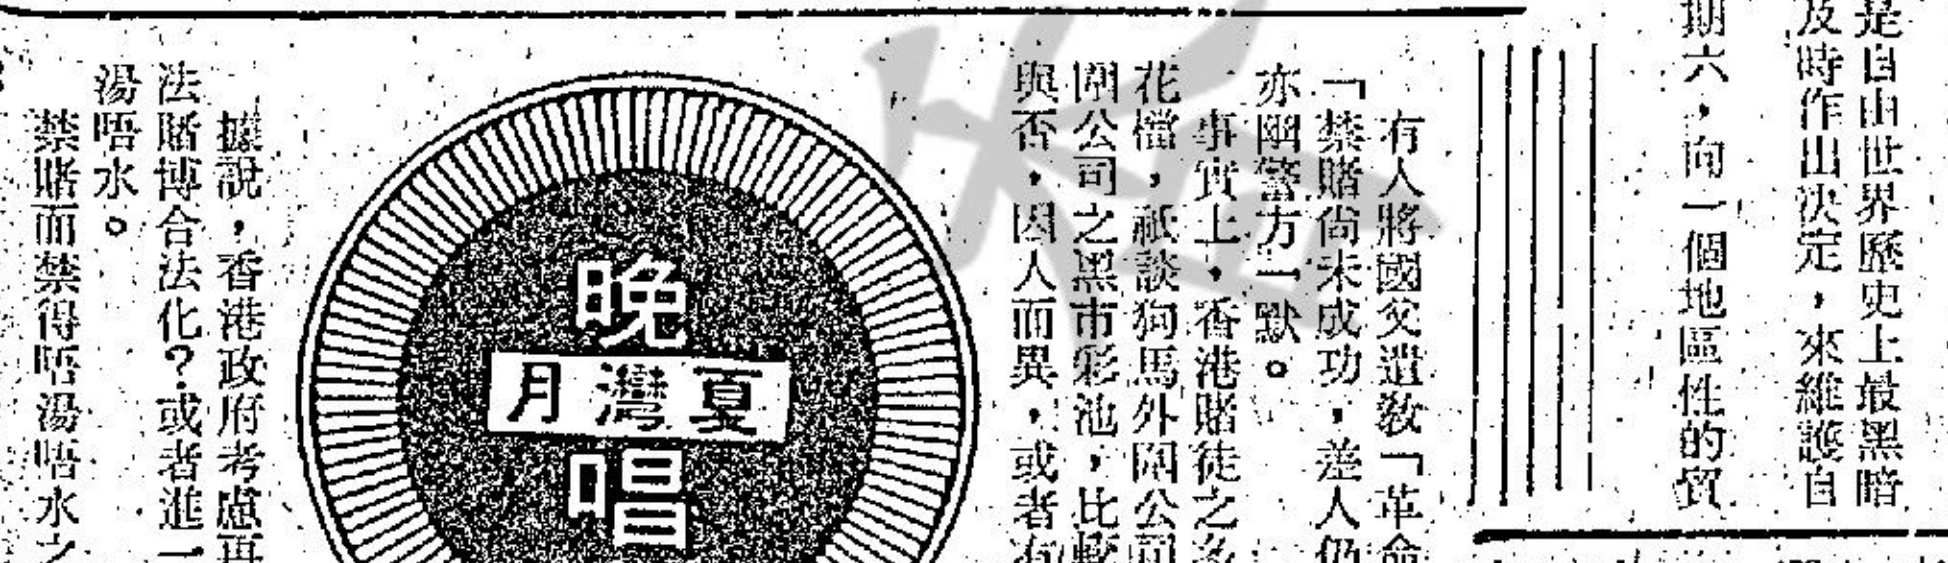 是自由世界歷史上最黑暗
及時作出決定，來維護自
期六，向一個地區性的貿
有人將國父遺教「革命
「禁賭尚未成功，差人仍
亦幽警方一默。
事實上，香港賭徒之多
花檔，祇談狗馬外圍公司
圍公司之黑市彩池，比較
與否，因人而異，或者有
晚唱
夏灣月
據說，香港政府考慮再
法賭博合法化？或者進一
湯唔水。
禁賭而禁得唔湯唔水之